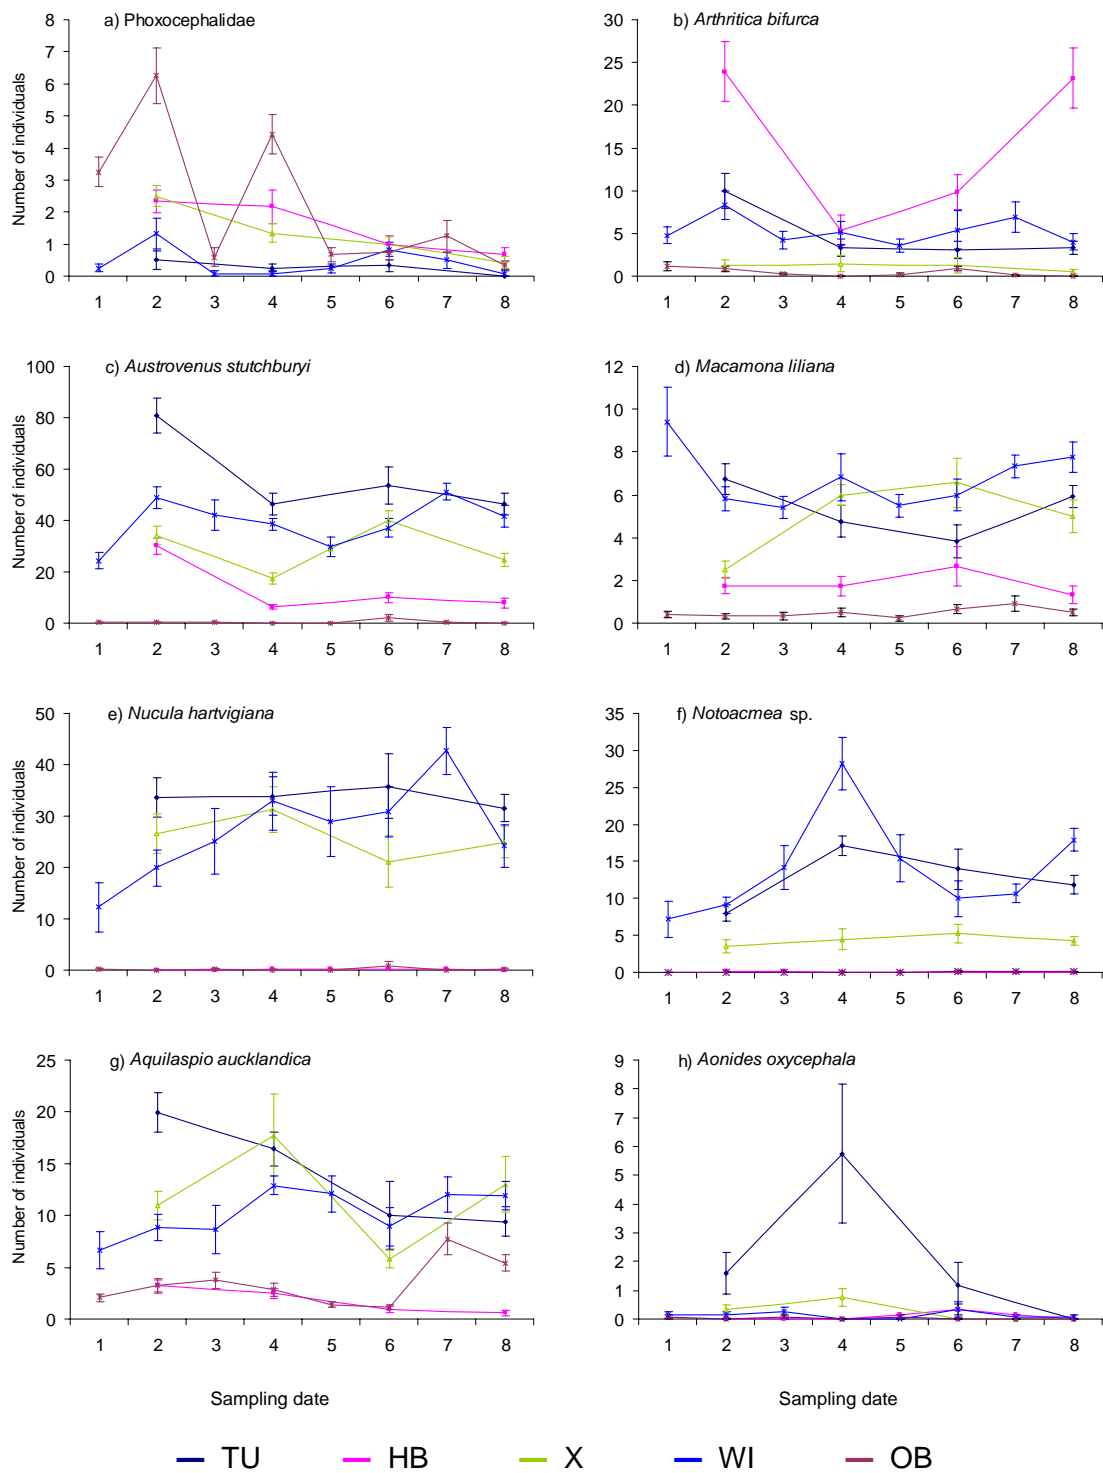 a) Phoxocephalidae
Number of individuals
8
7
6
5
4
3
2
1
0
1 2 3 4 5 6 7 8
b) Arthritica bifurca
30
25
20
15
10
5
0
1 2 3 4 5 6 7 8
c) Austrovenus stutchburyi
Number of individuals
100
80
60
40
20
0
1 2 3 4 5 6 7 8
d) Macamona liliana
12
10
8
6
4
2
0
1 2 3 4 5 6 7 8
e) Nucula hartvigiana
Number of individuals
50
40
30
20
10
0
1 2 3 4 5 6 7 8
f) Notoacmea sp.
35
30
25
20
15
10
5
0
1 2 3 4 5 6 7 8
g) Aquilaspio aucklandica
Number of individuals
25
20
15
10
5
0
1 2 3 4 5 6 7 8
Sampling date
h) Aonides oxycephala
9
8
7
6
5
4
3
2
1
0
1 2 3 4 5 6 7 8
Sampling date
TU HB X WI OB